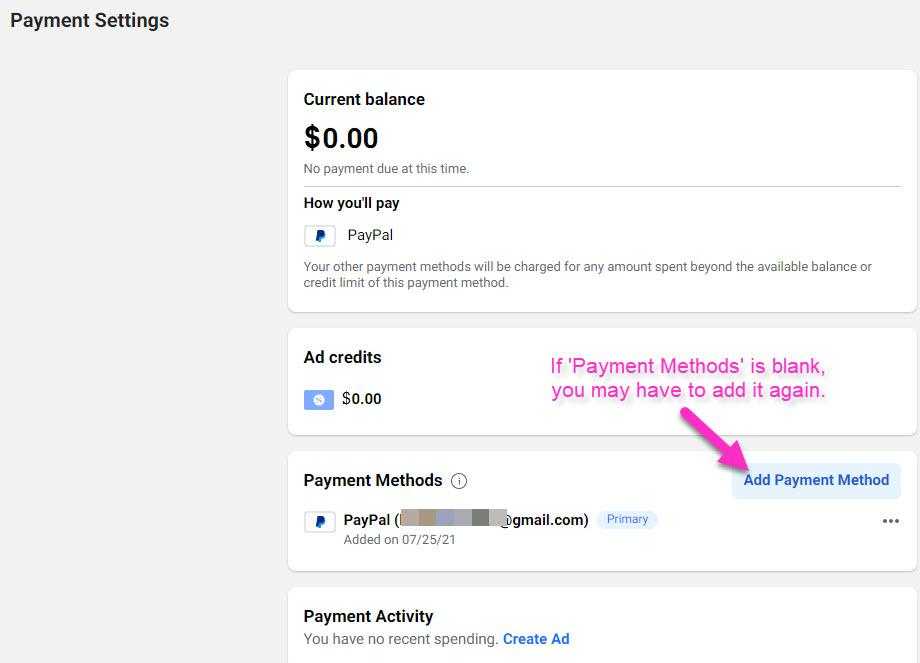 Payment Settings
Current balance
$0.00
No payment due at this time.
How you'll pay
PayPal
Your other payment methods will be charged for any amount spent beyond the available balance or
credit limit of this payment method.
Ad credits
$0.00
If 'Payment Methods' is blank,
you may have to add it again.
Payment Methods
Add Payment Method
PayPal ( @gmail.com) Primary
Added on 07/25/21
Payment Activity
You have no recent spending. Create Ad